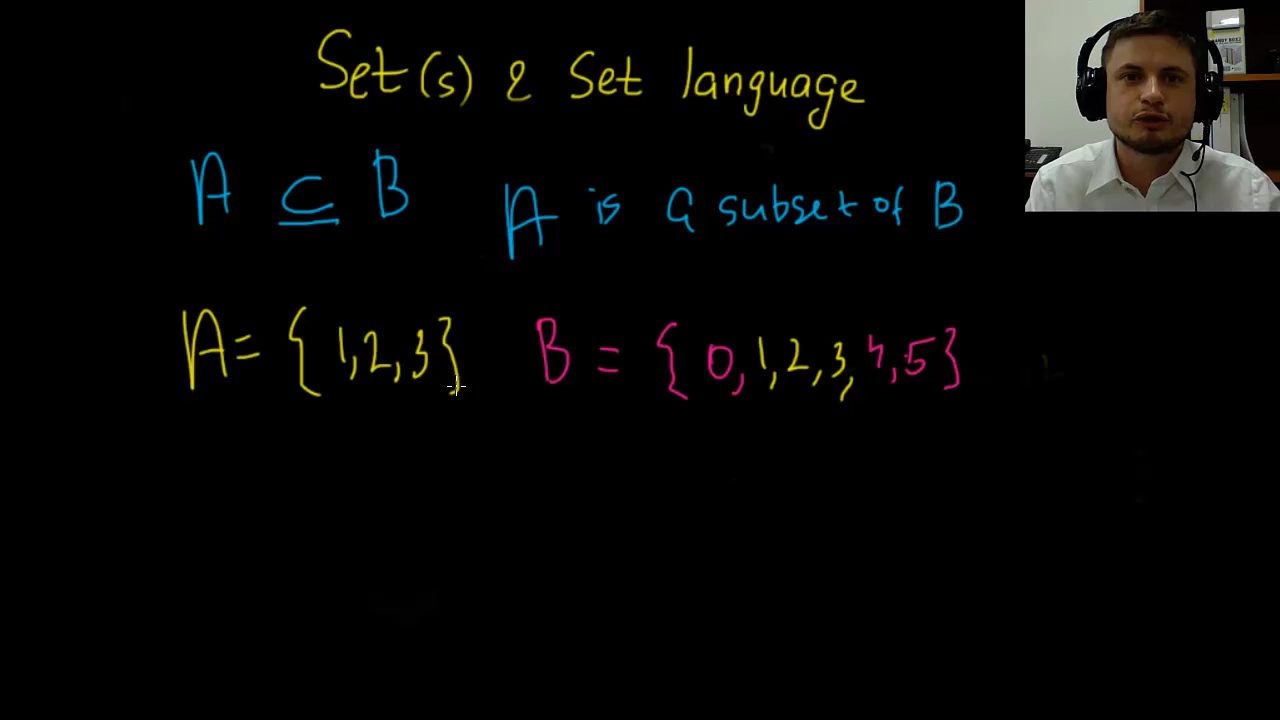 Set(s) & Set language
A ⊆ B A is a subset of B
A = { 1, 2, 3 } B = { 0, 1, 2, 3, 4, 5 }